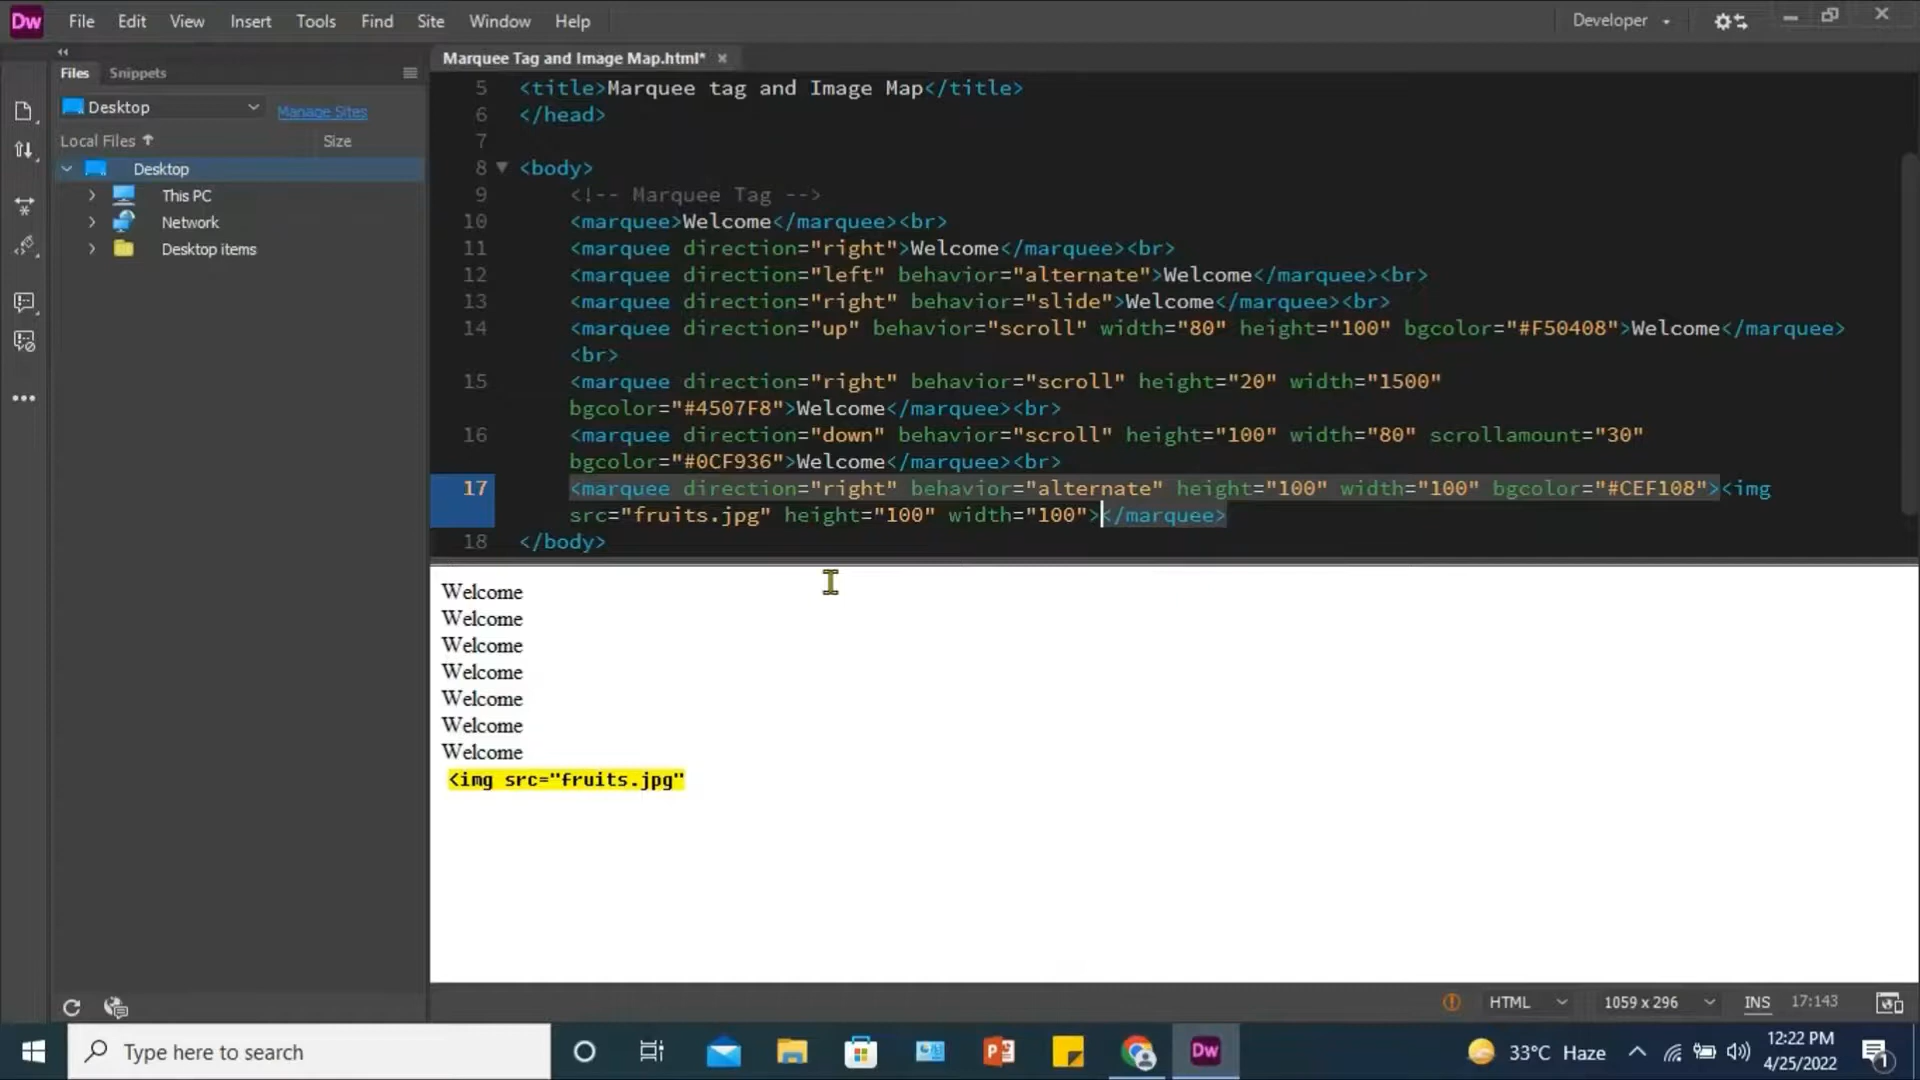 Dw File Edit View Insert Tools Find Site Window Help Developer
Files Snippets
Desktop Manage Sites
Local Files Size
Desktop
This PC
Network
Desktop items
Marquee Tag and Image Map.html*
5 <title>Marquee tag and Image Map</title>
6 </head>
7
8 <body>
9 <!-- Marquee Tag -->
10 <marquee>Welcome</marquee><br>
11 <marquee direction="right">Welcome</marquee><br>
12 <marquee direction="left" behavior="alternate">Welcome</marquee><br>
13 <marquee direction="right" behavior="slide">Welcome</marquee><br>
14 <marquee direction="up" behavior="scroll" width="80" height="100" bgcolor="#F50408">Welcome</marquee>
<br>
15 <marquee direction="right" behavior="scroll" height="20" width="1500"
bgcolor="#4507F8">Welcome</marquee><br>
16 <marquee direction="down" behavior="scroll" height="100" width="80" scrollamount="30"
bgcolor="#0CF936">Welcome</marquee><br>
17 <marquee direction="right" behavior="alternate" height="100" width="100" bgcolor="#CEF108"><img
src="fruits.jpg" height="100" width="100"></marquee>
18 </body>
Welcome
Welcome
Welcome
Welcome
Welcome
Welcome
Welcome
<img src="fruits.jpg"
HTML 1059 x 296 INS 17:143
Type here to search
Dw
33°C Haze
12:22 PM
4/25/2022
1